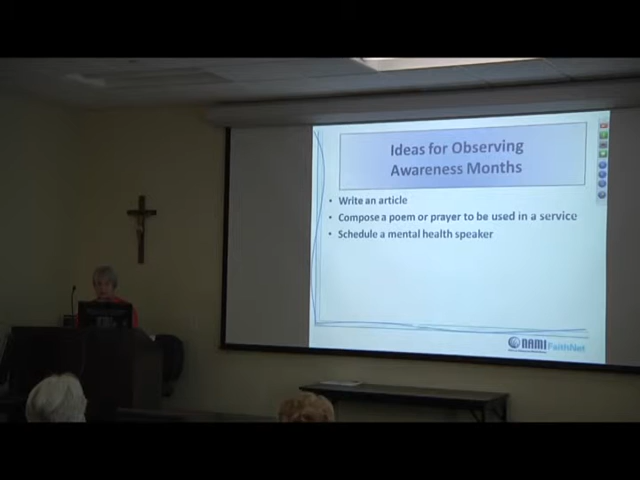 Ideas for Observing
Awareness Months
• Write an article
• Compose a poem or prayer to be used in a service
• Schedule a mental health speaker
NAMI FaithNet